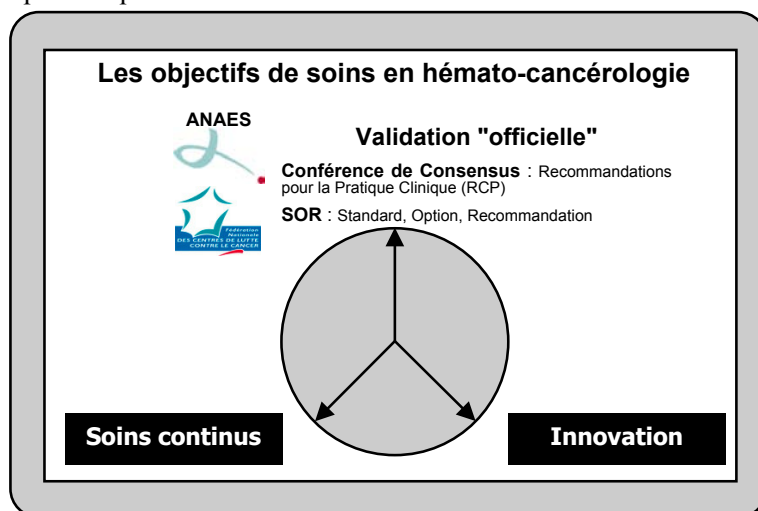 Les objectifs de soins en hémato-cancérologie
ANAES
Validation "officielle"
Conférence de Consensus : Recommandations
pour la Pratique Clinique (RCP)
SOR : Standard, Option, Recommandation
Fédération
Nationale
DES CENTRES DE LUTTE
CONTRE LE CANCER
Soins continus
Innovation